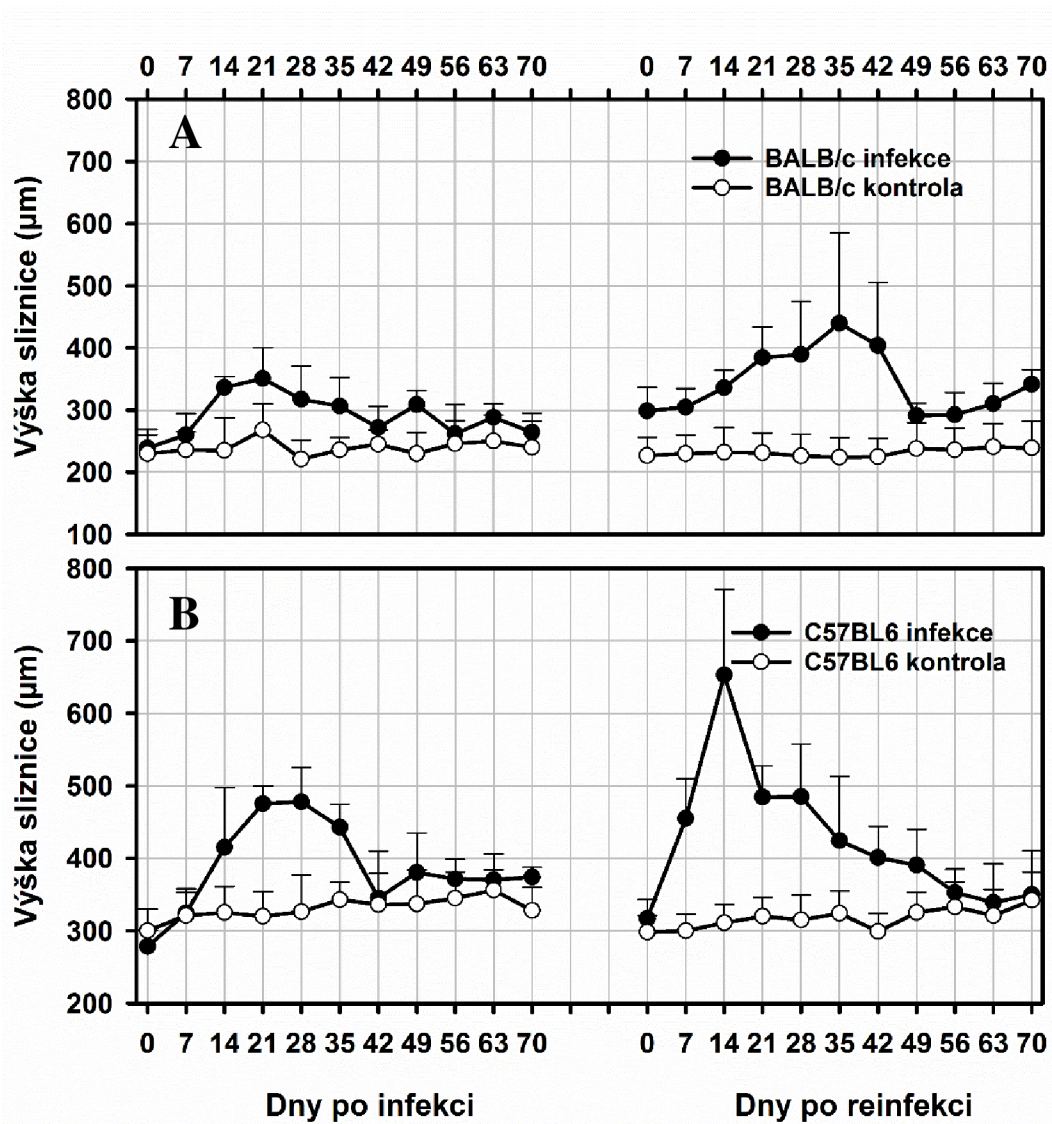 0 7 14 21 28 35 42 49 56 63 70 0 7 14 21 28 35 42 49 56 63 70
800
700
600
500
400
300
200
100
Výška sliznice (µm)
A
BALB/c infekce
BALB/c kontrola
800
700
600
500
400
300
200
Výška sliznice (µm)
B
C57BL6 infekce
C57BL6 kontrola
0 7 14 21 28 35 42 49 56 63 70 0 7 14 21 28 35 42 49 56 63 70
Dny po infekci
Dny po reinfekci